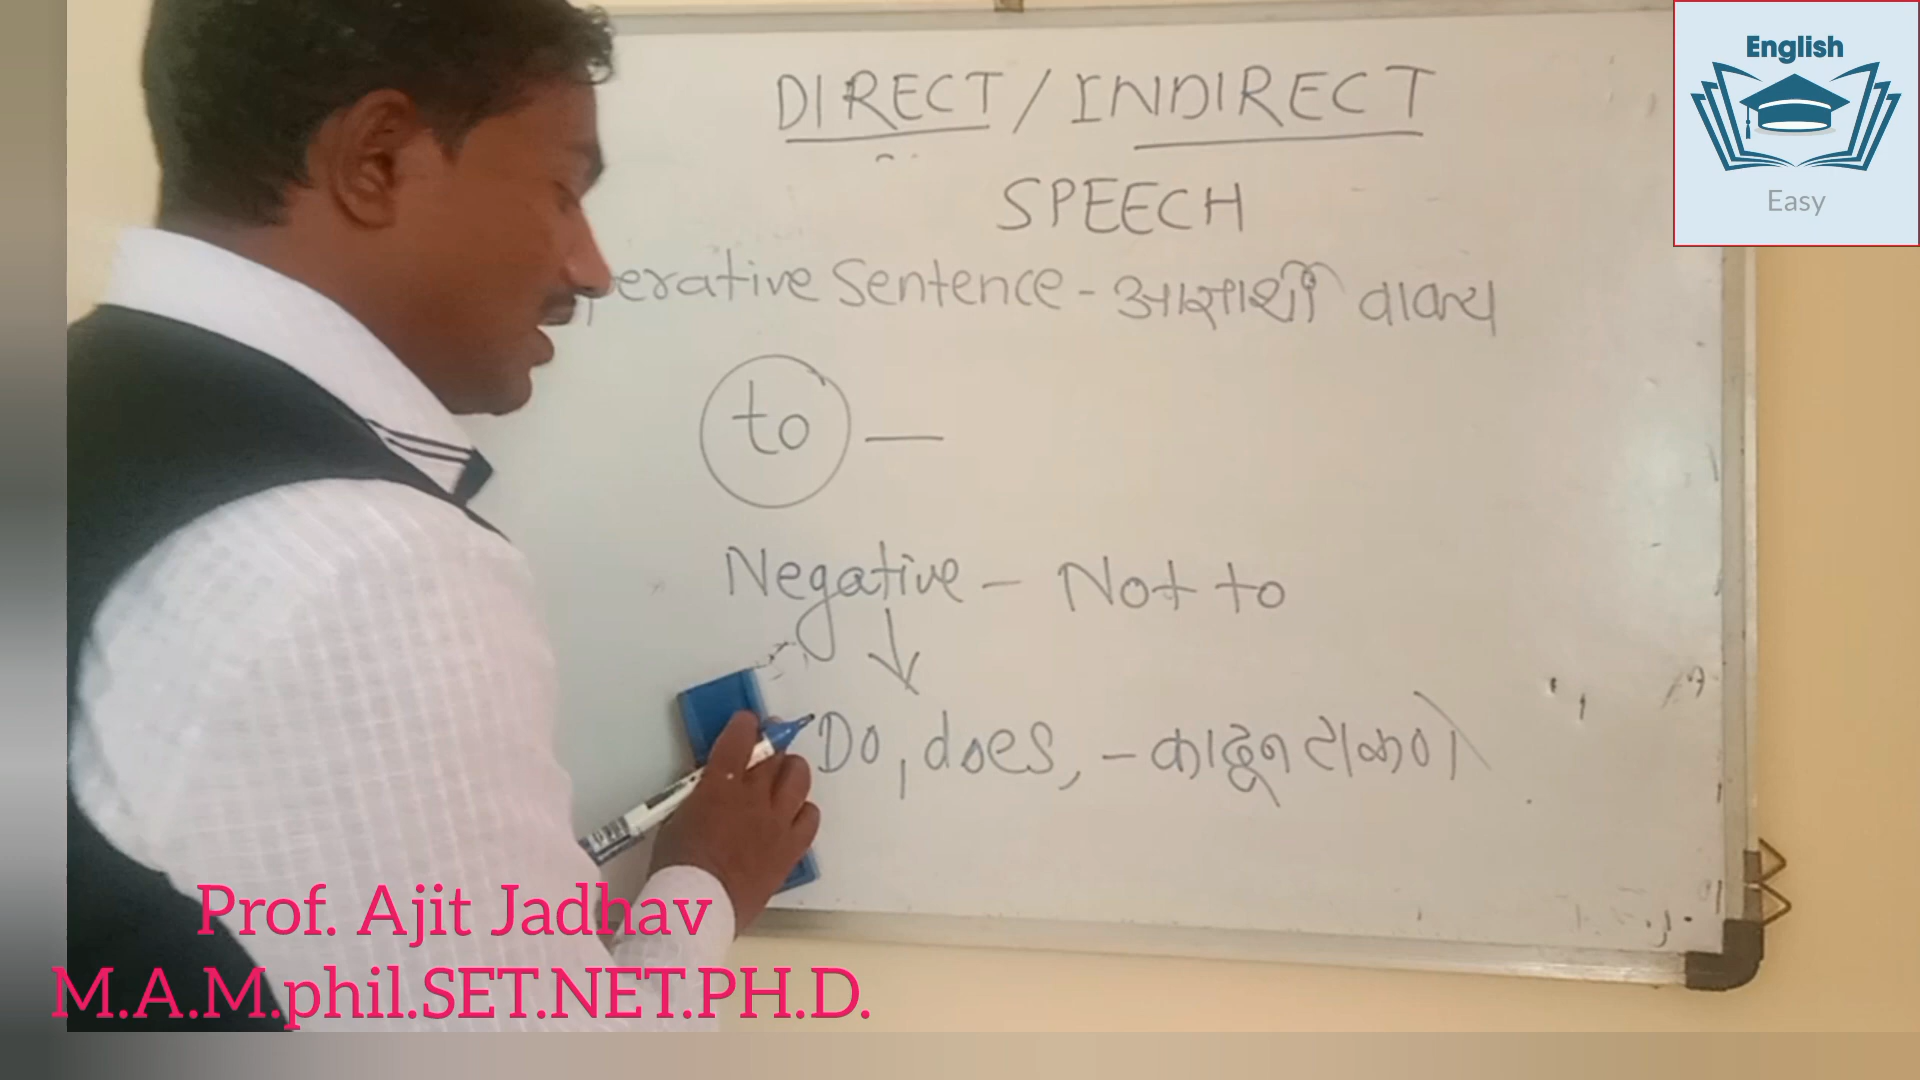 DIRECT / INDIRECT
SPEECH
erative Sentence - आज्ञार्थी वाक्य
to —
Negative - Not to
Do, does, - काढून टाकणे
English
Easy
Prof. Ajit Jadhav
M.A.M.phil.SET.NET.PH.D.